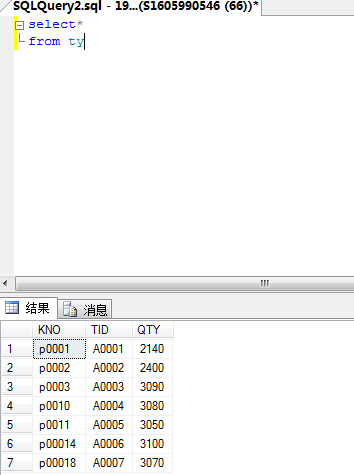 SQLQuery2.sql - 19...(S1605990546 (66))*
select*
from ty
结果 消息
KNO TID QTY
1 p0001 A0001 2140
2 p0002 A0002 2400
3 p0003 A0003 3090
4 p0010 A0004 3080
5 p0011 A0005 3050
6 p00014 A0006 3100
7 p00018 A0007 3070